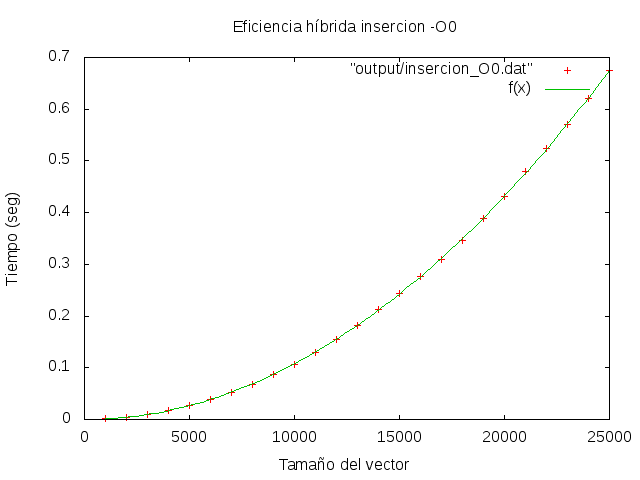 Eficiencia híbrida insercion -O0
"output/insercion_O0.dat"
f(x)
0.7
0.6
0.5
0.4
0.3
0.2
0.1
0
Tiempo (seg)
0 5000 10000 15000 20000 25000
Tamaño del vector